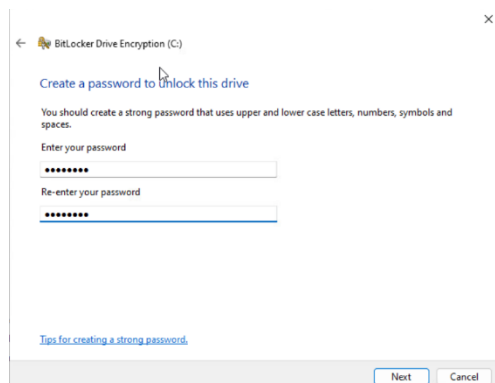 BitLocker Drive Encryption (C:)
Create a password to unlock this drive
You should create a strong password that uses upper and lower case letters, numbers, symbols and
spaces.
Enter your password
••••••••
Re-enter your password
••••••••
Tips for creating a strong password.
Next Cancel